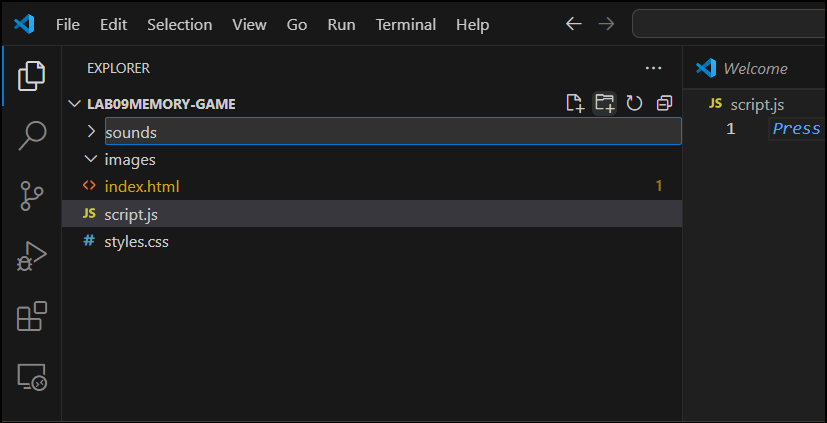 File Edit Selection View Go Run Terminal Help
EXPLORER
Welcome
LAB09MEMORY-GAME
JS script.js
sounds
1 Press
images
<> index.html 1
JS script.js
# styles.css